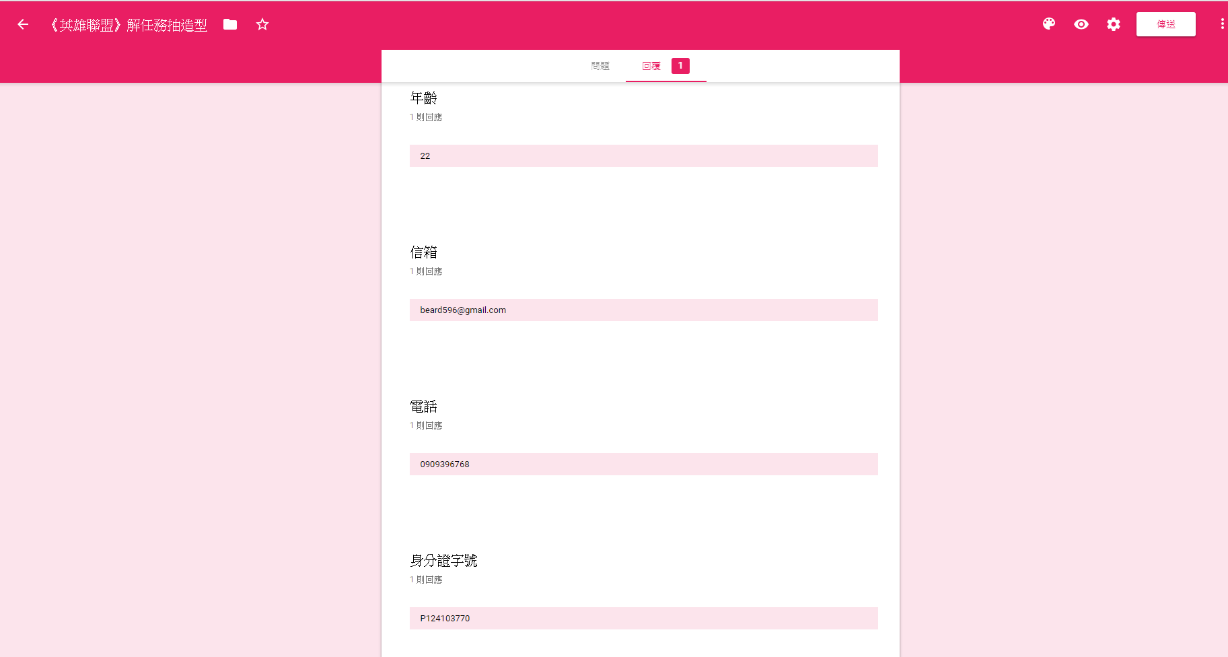 《英雄聯盟》解任務抽造型
傳送
問題
回覆 1
年齡
1 則回應
22
信箱
1 則回應
beard596@gmail.com
電話
1 則回應
0909396768
身分證字號
1 則回應
P124103770